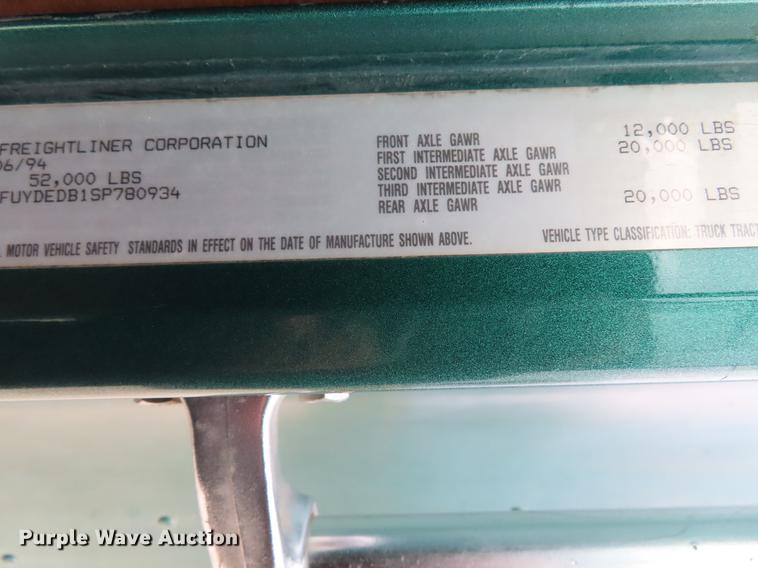 FREIGHTLINER CORPORATION
06/94
52,000 LBS
FUYDEDB1SP780934
FRONT AXLE GAWR 12,000 LBS
FIRST INTERMEDIATE AXLE GAWR 20,000 LBS
SECOND INTERMEDIATE AXLE GAWR
THIRD INTERMEDIATE AXLE GAWR
REAR AXLE GAWR 20,000 LBS
MOTOR VEHICLE SAFETY STANDARDS IN EFFECT ON THE DATE OF MANUFACTURE SHOWN ABOVE. VEHICLE TYPE CLASSIFICATION: TRUCK TRACT
Purple Wave Auction